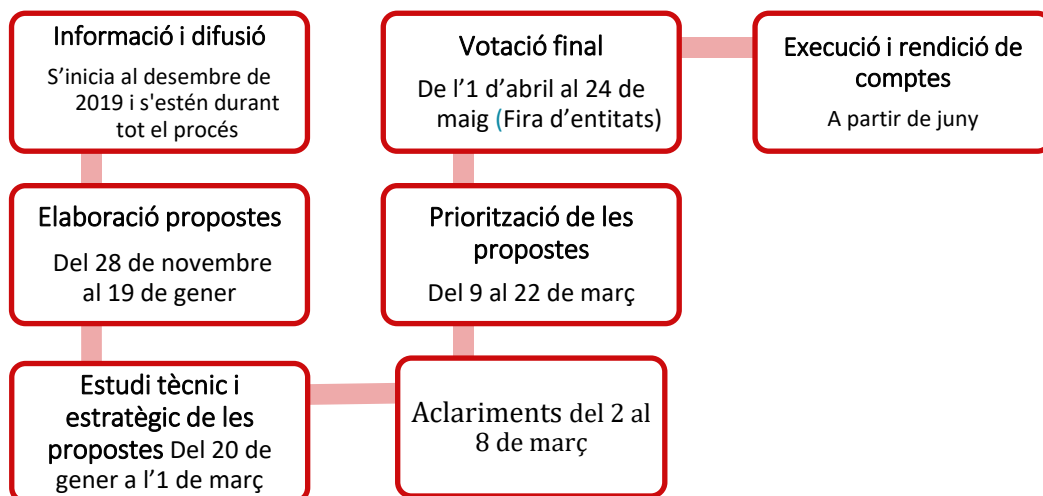 Informació i difusió
S’inicia al desembre de
2019 i s'estén durant
tot el procés
Elaboració propostes
Del 28 de novembre
al 19 de gener
Estudi tècnic i
estratègic de les
propostes Del 20 de
gener a l’1 de març
Aclariments del 2 al
8 de març
Priorització de les
propostes
Del 9 al 22 de març
Votació final
De l’1 d’abril al 24 de
maig (Fira d’entitats)
Execució i rendició de
comptes
A partir de juny